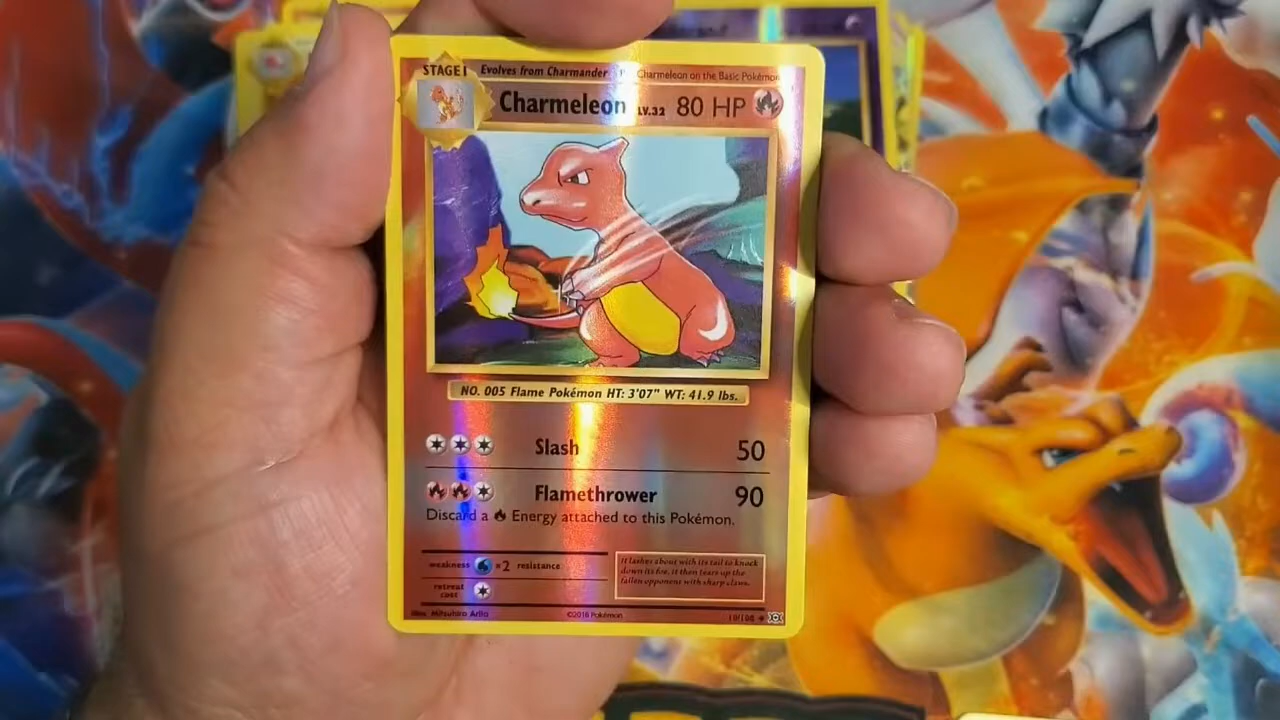 STAGE 1 Evolves from Charmander Charmeleon on the Basic Pokémon
Charmeleon LV.32 80 HP
NO. 005 Flame Pokémon HT: 3'07" WT: 41.9 lbs.
Slash 50
Flamethrower 90
Discard a Energy attached to this Pokémon.
weakness ×2 resistance
retreat
cost
It lashes about with its tail to knock
down its foe. It then tears up the
fallen opponent with sharp claws.
Illus. Mitsuhiro Arita ©2016 Pokémon 10/108